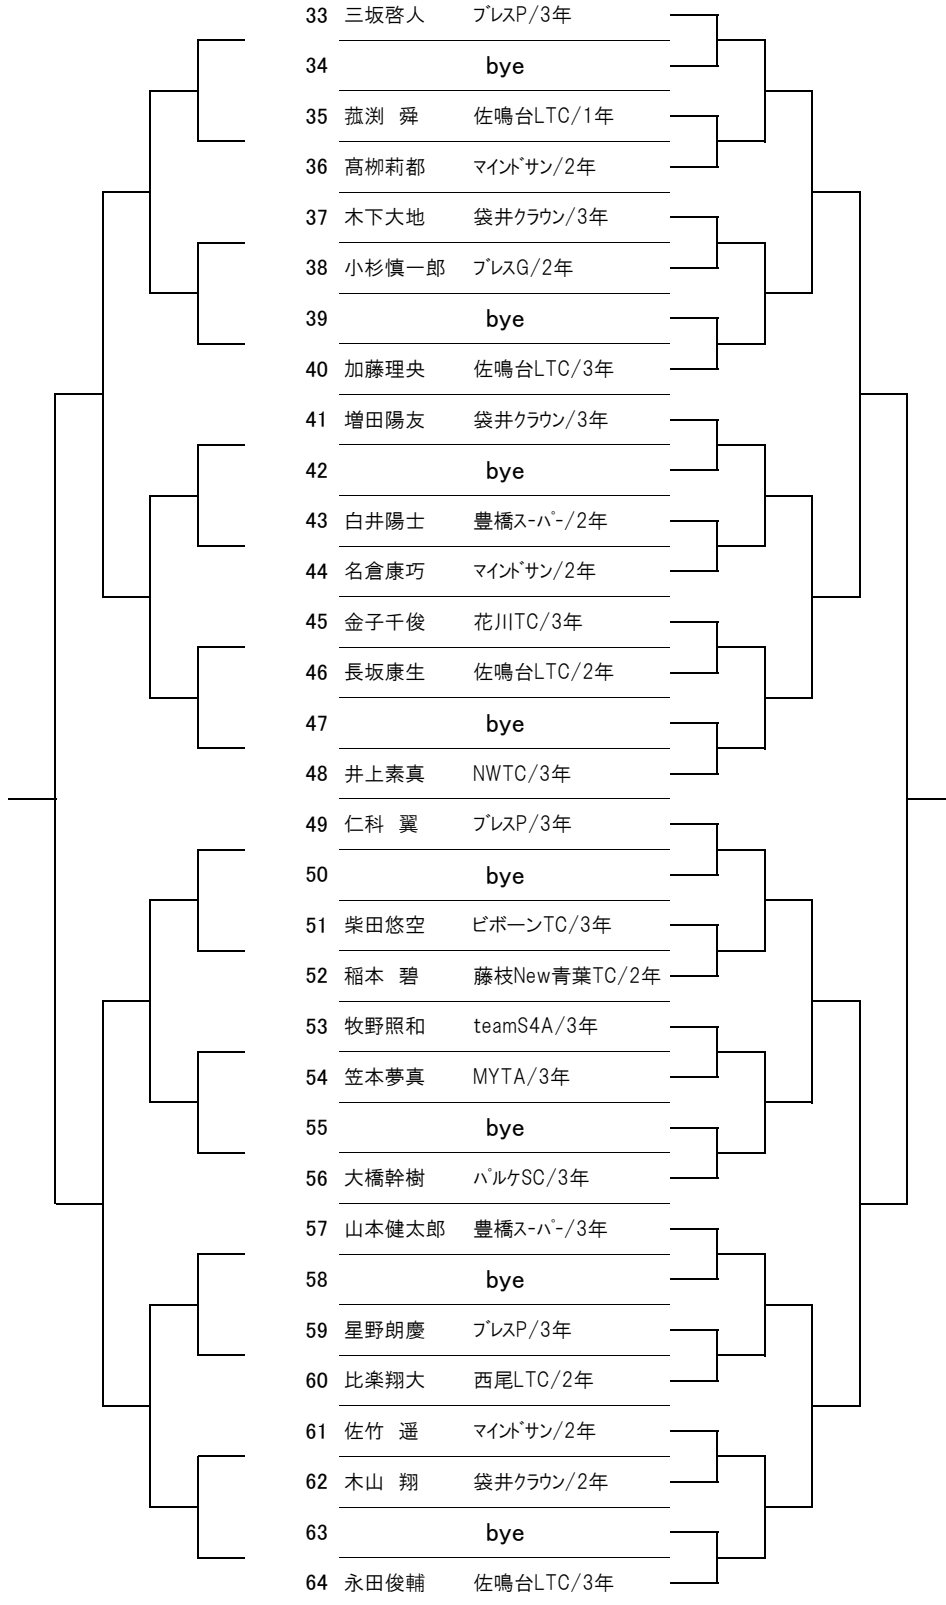 33 三坂啓人 ブレスP/3年
34 bye
35 菰渕 舜 佐鳴台LTC/1年
36 髙栁莉都 マインドサン/2年
37 木下大地 袋井クラウン/3年
38 小杉慎一郎 ブレスG/2年
39 bye
40 加藤理央 佐鳴台LTC/3年
41 増田陽友 袋井クラウン/3年
42 bye
43 白井陽士 豊橋スーパー/2年
44 名倉康巧 マインドサン/2年
45 金子千俊 花川TC/3年
46 長坂康生 佐鳴台LTC/2年
47 bye
48 井上素真 NWTC/3年
49 仁科 翼 ブレスP/3年
50 bye
51 柴田悠空 ビボーンTC/3年
52 稲本 碧 藤枝New青葉TC/2年
53 牧野照和 teamS4A/3年
54 笠本夢真 MYTA/3年
55 bye
56 大橋幹樹 パルケSC/3年
57 山本健太郎 豊橋スーパー/3年
58 bye
59 星野朗慶 ブレスP/3年
60 比楽翔大 西尾LTC/2年
61 佐竹 遥 マインドサン/2年
62 木山 翔 袋井クラウン/2年
63 bye
64 永田俊輔 佐鳴台LTC/3年